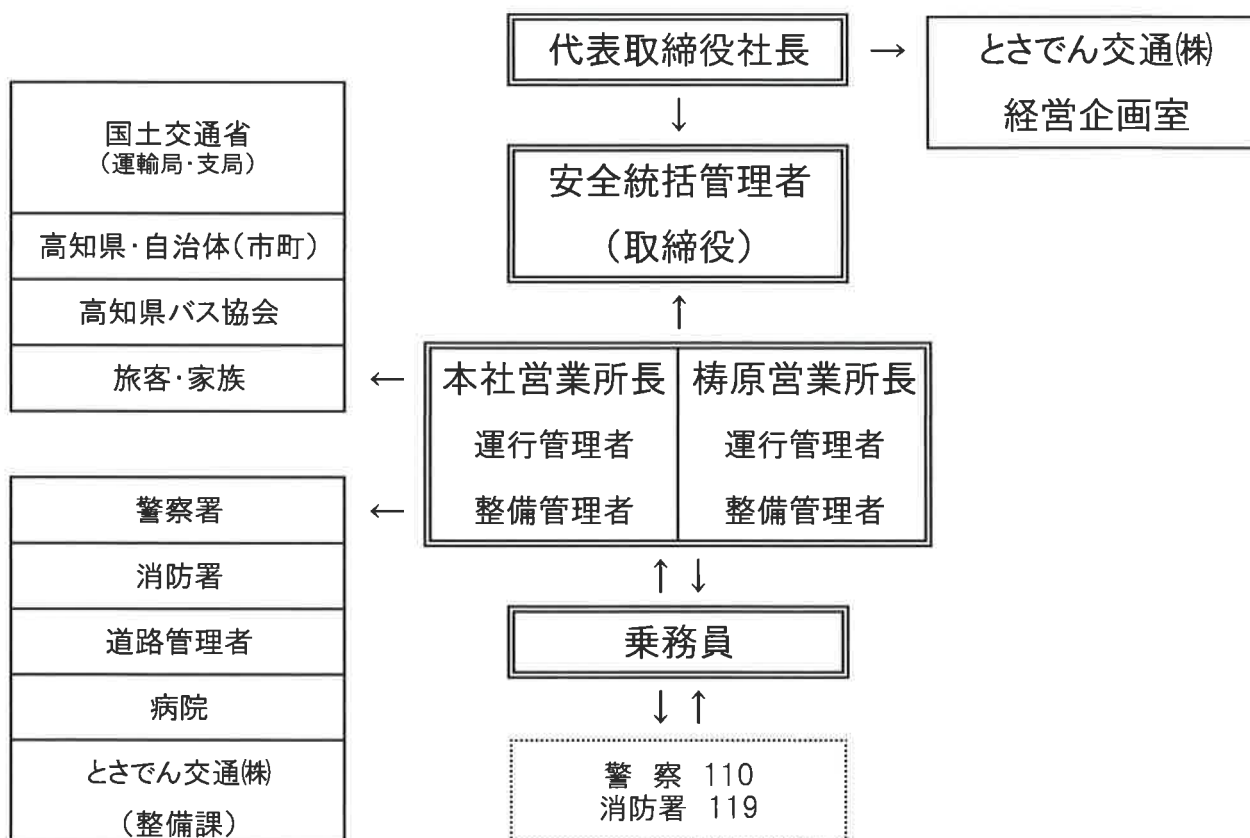 代表取締役社長
→
とさでん交通㈱
経営企画室
↓
安全統括管理者
(取締役)
↑
国土交通省
(運輸局・支局)
高知県・自治体(市町)
高知県バス協会
旅客・家族
←
本社営業所長
運行管理者
整備管理者
梼原営業所長
運行管理者
整備管理者
←
警察署
消防署
道路管理者
病院
とさでん交通㈱
(整備課)
↑ ↓
乗務員
↓ ↑
警 察 110
消防署 119